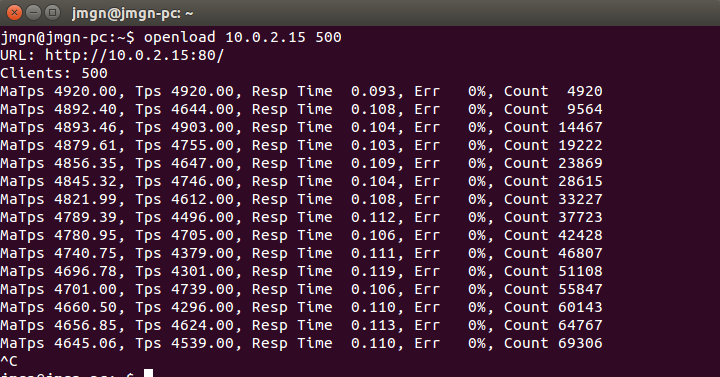 jmgn@jmgn-pc: ~
jmgn@jmgn-pc:~$ openload 10.0.2.15 500
URL: http://10.0.2.15:80/
Clients: 500
MaTps 4920.00, Tps 4920.00, Resp Time  0.093, Err   0%, Count  4920
MaTps 4892.40, Tps 4644.00, Resp Time  0.108, Err   0%, Count  9564
MaTps 4893.46, Tps 4903.00, Resp Time  0.104, Err   0%, Count 14467
MaTps 4879.61, Tps 4755.00, Resp Time  0.103, Err   0%, Count 19222
MaTps 4856.35, Tps 4647.00, Resp Time  0.109, Err   0%, Count 23869
MaTps 4845.32, Tps 4746.00, Resp Time  0.104, Err   0%, Count 28615
MaTps 4821.99, Tps 4612.00, Resp Time  0.108, Err   0%, Count 33227
MaTps 4789.39, Tps 4496.00, Resp Time  0.112, Err   0%, Count 37723
MaTps 4780.95, Tps 4705.00, Resp Time  0.106, Err   0%, Count 42428
MaTps 4740.75, Tps 4379.00, Resp Time  0.111, Err   0%, Count 46807
MaTps 4696.78, Tps 4301.00, Resp Time  0.119, Err   0%, Count 51108
MaTps 4701.00, Tps 4739.00, Resp Time  0.106, Err   0%, Count 55847
MaTps 4660.50, Tps 4296.00, Resp Time  0.110, Err   0%, Count 60143
MaTps 4656.85, Tps 4624.00, Resp Time  0.113, Err   0%, Count 64767
MaTps 4645.06, Tps 4539.00, Resp Time  0.110, Err   0%, Count 69306
^C
jmgn@jmgn-pc:~$